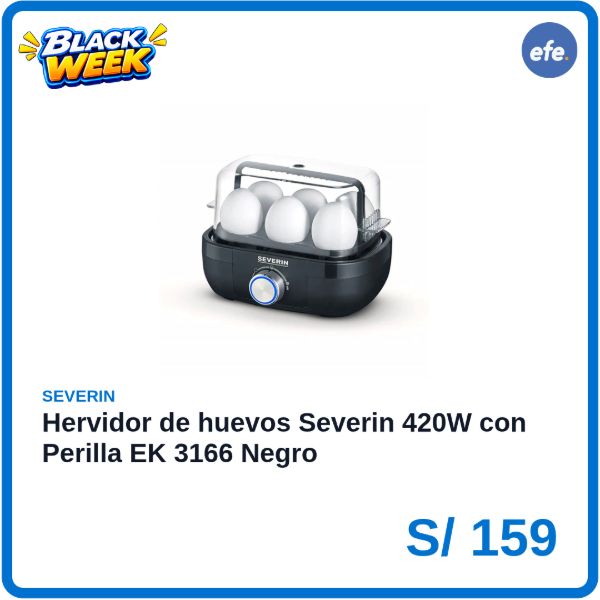 BLACK
WEEK
efe.
SEVERIN
SEVERIN
Hervidor de huevos Severin 420W con
Perilla EK 3166 Negro
S/ 159